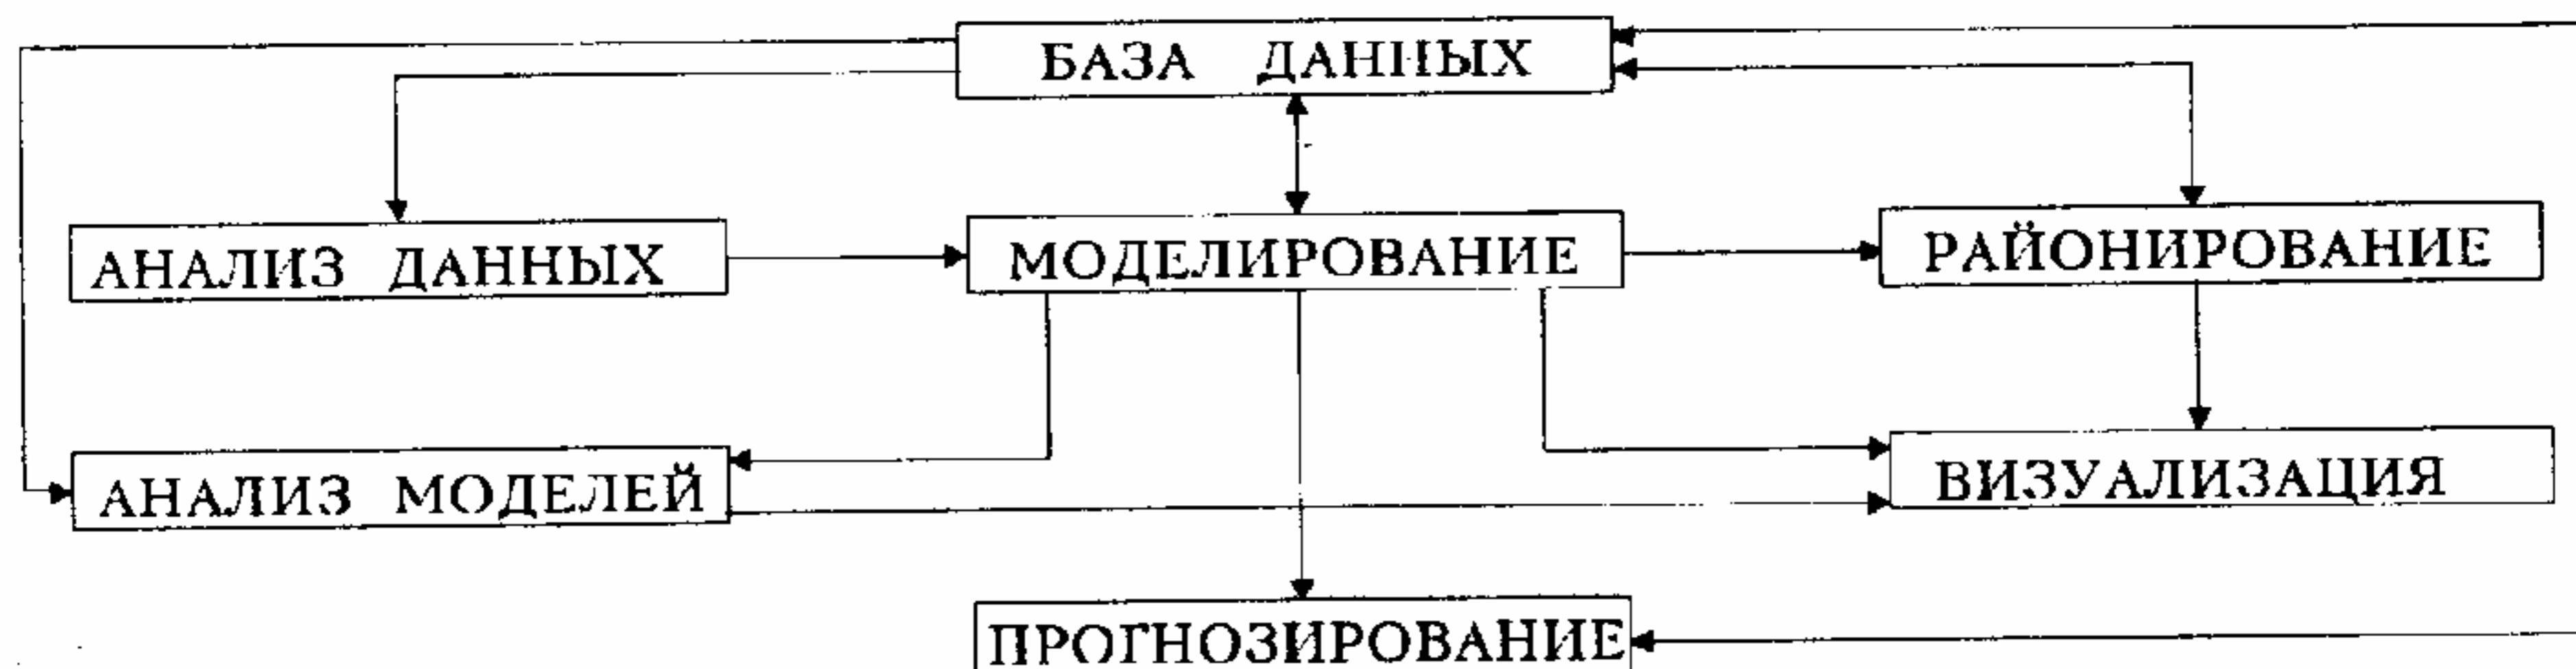 БАЗА ДАННЫХ
АНАЛИЗ ДАННЫХ
МОДЕЛИРОВАНИЕ
РАЙОНИРОВАНИЕ
АНАЛИЗ МОДЕЛЕЙ
ВИЗУАЛИЗАЦИЯ
ПРОГНОЗИРОВАНИЕ